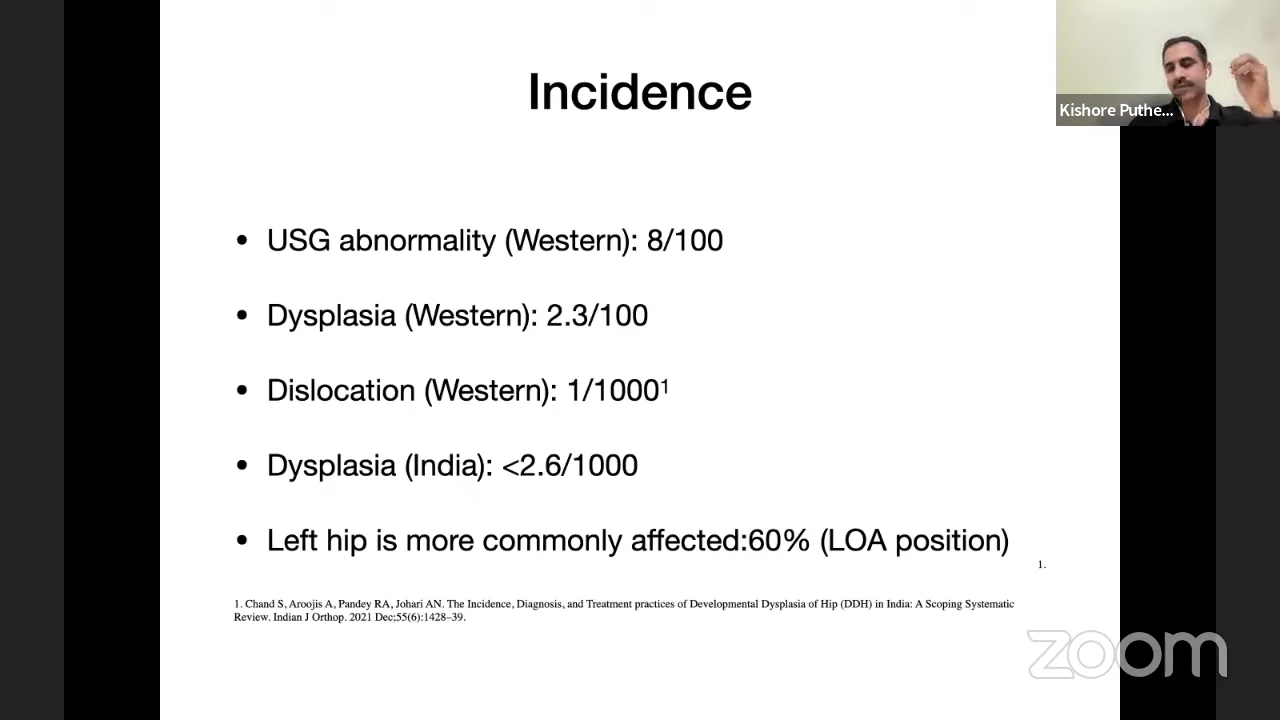 Incidence
Kishore Puthe...
• USG abnormality (Western): 8/100
• Dysplasia (Western): 2.3/100
• Dislocation (Western): 1/1000¹
• Dysplasia (India): <2.6/1000
• Left hip is more commonly affected:60% (LOA position)
1.
1. Chand S, Aroojis A, Pandey RA, Johari AN. The Incidence, Diagnosis, and Treatment practices of Developmental Dysplasia of Hip (DDH) in India: A Scoping Systematic
Review. Indian J Orthop. 2021 Dec;55(6):1428–39.
zoom